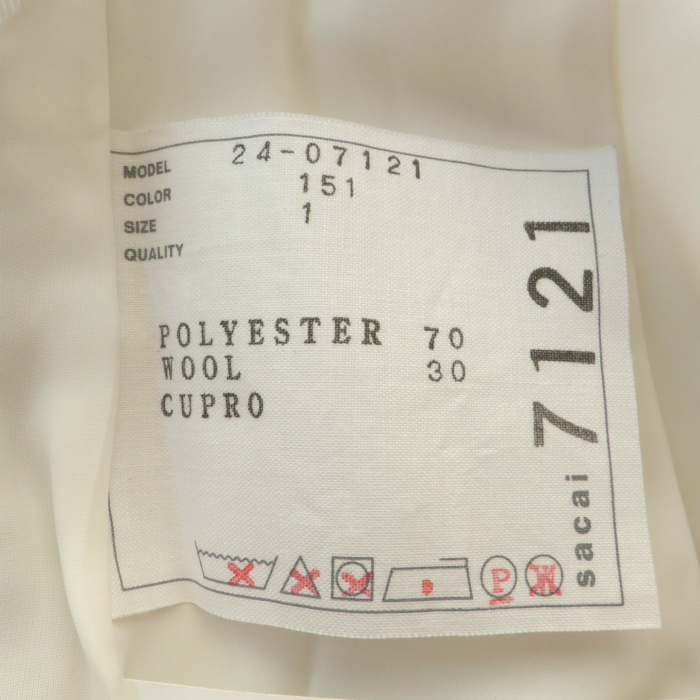 MODEL 24-07121
COLOR 151
SIZE 1
QUALITY
POLYESTER 70
WOOL 30
CUPRO
P W
sacai 7121